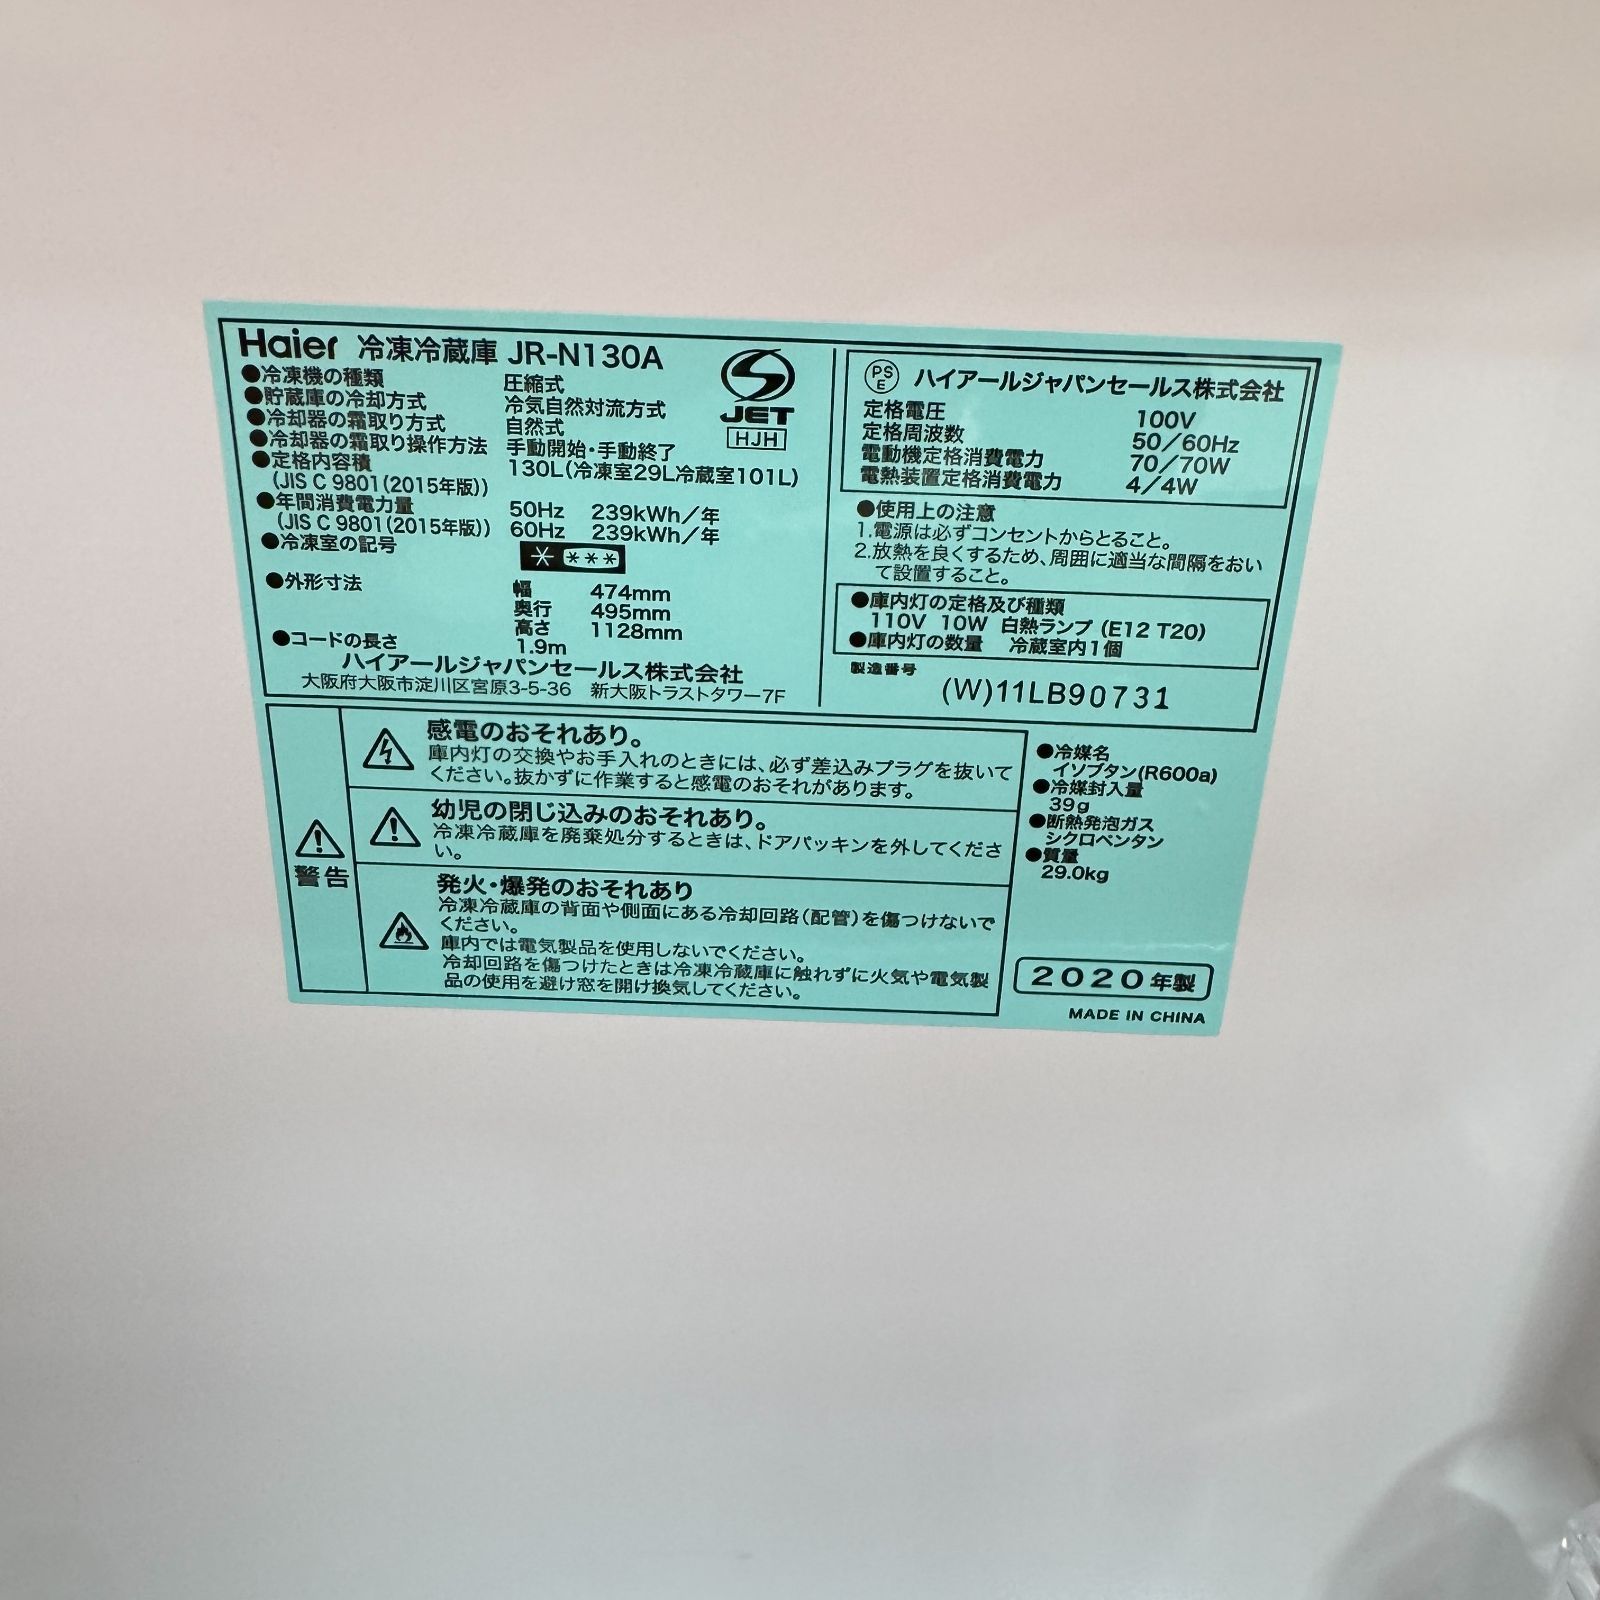 Haier 冷凍冷蔵庫 JR-N130A
●冷凍機の種類 圧縮式
●貯蔵庫の冷却方式 冷気自然対流方式
●冷却器の霜取り方式 自然式
●冷却器の霜取り操作方法 手動開始・手動終了
●定格内容積 130L(冷凍室29L冷蔵室101L)
(JIS C 9801(2015年版))
●年間消費電力量 50Hz 239kWh/年
(JIS C 9801(2015年版)) 60Hz 239kWh/年
●冷凍室の記号 * ***
●外形寸法 幅 474mm
奥行 495mm
高さ 1128mm
●コードの長さ 1.9m
ハイアールジャパンセールス株式会社
大阪府大阪市淀川区宮原3-5-36 新大阪トラストタワー7F
JET
HJH
PS
E
ハイアールジャパンセールス株式会社
定格電圧 100V
定格周波数 50/60Hz
電動機定格消費電力 70/70W
電熱装置定格消費電力 4/4W
●使用上の注意
1.電源は必ずコンセントからとること。
2.放熱を良くするため、周囲に適当な間隔をおい
て設置すること。
●庫内灯の定格及び種類
110V 10W 白熱ランプ (E12 T20)
●庫内灯の数量 冷蔵室内1個
製造番号
(W)11LB90731
警告
感電のおそれあり。
庫内灯の交換やお手入れのときには、必ず差込みプラグを抜いて
ください。抜かずに作業すると感電のおそれがあります。
幼児の閉じ込みのおそれあり。
冷凍冷蔵庫を廃棄処分するときは、ドアパッキンを外してくださ
い。
発火・爆発のおそれあり
冷凍冷蔵庫の背面や側面にある冷却回路(配管)を傷つけないで
ください。
庫内では電気製品を使用しないでください。
冷却回路を傷つけたときは冷凍冷蔵庫に触れずに火気や電気製
品の使用を避け窓を開け換気してください。
●冷媒名
イソブタン(R600a)
●冷媒封入量
39g
●断熱発泡ガス
シクロペンタン
●質量
29.0kg
2020年製
MADE IN CHINA